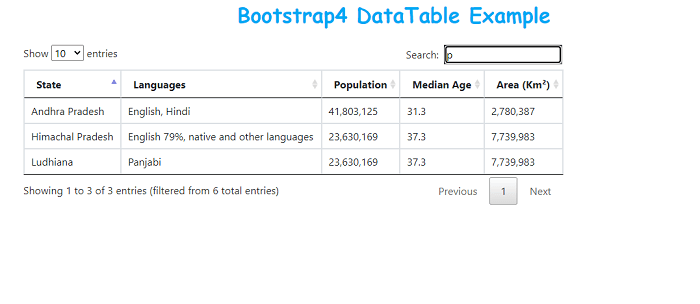 Bootstrap4 DataTable Example
Show 10 entries Search: p
State Languages Population Median Age Area (Km²)
Andhra Pradesh English, Hindi 41,803,125 31.3 2,780,387
Himachal Pradesh English 79%, native and other languages 23,630,169 37.3 7,739,983
Ludhiana Panjabi 23,630,169 37.3 7,739,983
Showing 1 to 3 of 3 entries (filtered from 6 total entries) Previous 1 Next